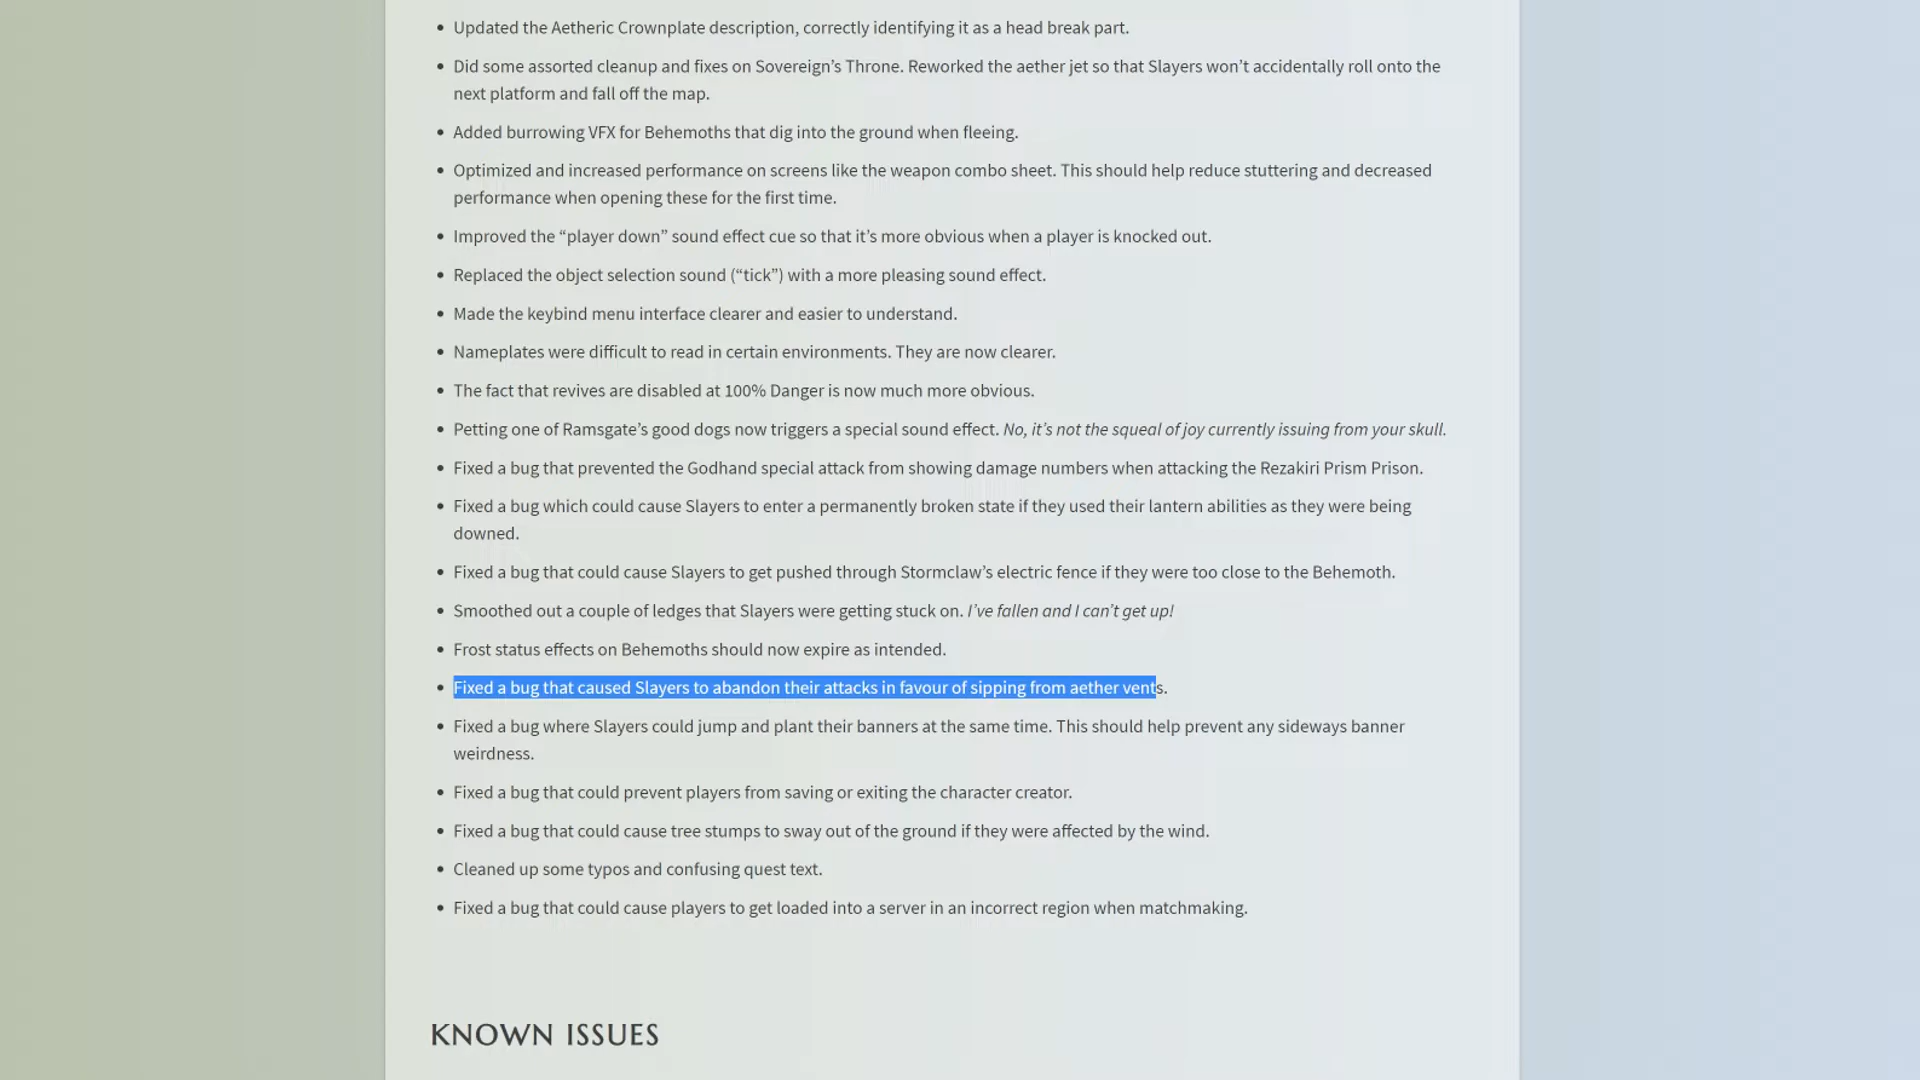 • Updated the Aetheric Crownplate description, correctly identifying it as a head break part.
• Did some assorted cleanup and fixes on Sovereign’s Throne. Reworked the aether jet so that Slayers won’t accidentally roll onto the
next platform and fall off the map.
• Added burrowing VFX for Behemoths that dig into the ground when fleeing.
• Optimized and increased performance on screens like the weapon combo sheet. This should help reduce stuttering and decreased
performance when opening these for the first time.
• Improved the “player down” sound effect cue so that it’s more obvious when a player is knocked out.
• Replaced the object selection sound (“tick”) with a more pleasing sound effect.
• Made the keybind menu interface clearer and easier to understand.
• Nameplates were difficult to read in certain environments. They are now clearer.
• The fact that revives are disabled at 100% Danger is now much more obvious.
• Petting one of Ramsgate’s good dogs now triggers a special sound effect. No, it’s not the squeal of joy currently issuing from your skull.
• Fixed a bug that prevented the Godhand special attack from showing damage numbers when attacking the Rezakiri Prism Prison.
• Fixed a bug which could cause Slayers to enter a permanently broken state if they used their lantern abilities as they were being
downed.
• Fixed a bug that could cause Slayers to get pushed through Stormclaw’s electric fence if they were too close to the Behemoth.
• Smoothed out a couple of ledges that Slayers were getting stuck on. I’ve fallen and I can’t get up!
• Frost status effects on Behemoths should now expire as intended.
• Fixed a bug that caused Slayers to abandon their attacks in favour of sipping from aether vents.
• Fixed a bug where Slayers could jump and plant their banners at the same time. This should help prevent any sideways banner
weirdness.
• Fixed a bug that could prevent players from saving or exiting the character creator.
• Fixed a bug that could cause tree stumps to sway out of the ground if they were affected by the wind.
• Cleaned up some typos and confusing quest text.
• Fixed a bug that could cause players to get loaded into a server in an incorrect region when matchmaking.
KNOWN ISSUES